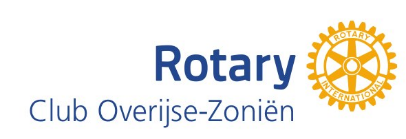 Rotary
Club Overijse-Zoniën
ROTARY
INTERNATIONAL